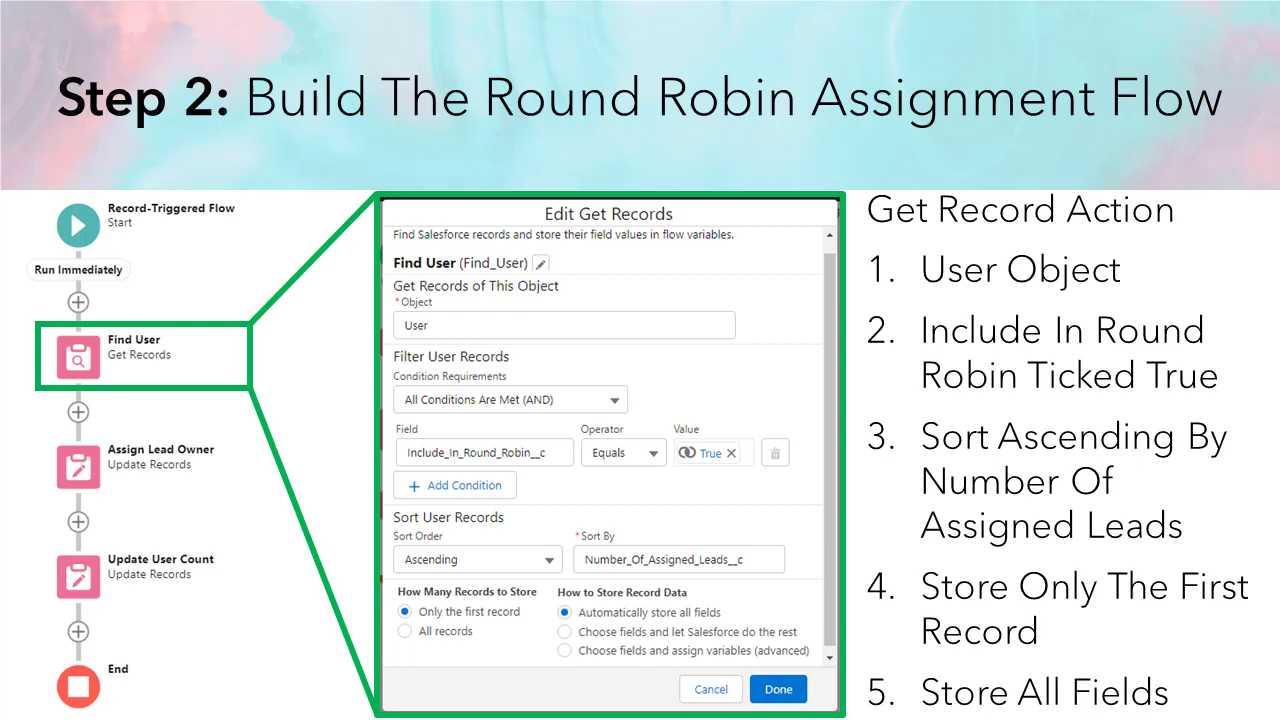 Step 2: Build The Round Robin Assignment Flow
Record-Triggered Flow
Start
Run Immediately
Find User
Get Records
Assign Lead Owner
Update Records
Update User Count
Update Records
End
Edit Get Records
Find Salesforce records and store their field values in flow variables.
Find User (Find_User)
Get Records of This Object
*Object
User
Filter User Records
Condition Requirements
All Conditions Are Met (AND)
Field Operator Value
Include_In_Round_Robin__c Equals True
+ Add Condition
Sort User Records
Sort Order *Sort By
Ascending Number_Of_Assigned_Leads__c
How Many Records to Store How to Store Record Data
Only the first record Automatically store all fields
All records Choose fields and let Salesforce do the rest
Choose fields and assign variables (advanced)
Cancel Done
Get Record Action
1. User Object
2. Include In Round
Robin Ticked True
3. Sort Ascending By
Number Of
Assigned Leads
4. Store Only The First
Record
5. Store All Fields